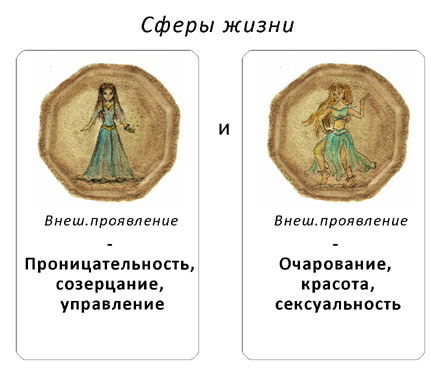 Сферы жизни
и
Внеш.проявление
-
Проницательность,
созерцание,
управление
Внеш.проявление
-
Очарование,
красота,
сексуальность